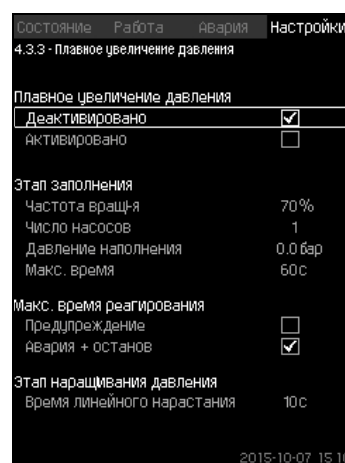 Состояние Работа Авария Настройки
4.3.3 - Плавное увеличение давления
Плавное увеличение давления
Деактивировано
Активировано
Этап заполнения
Частота вращ-я 70%
Число насосов 1
Давление наполнения 0.0 бар
Макс. время 60с
Макс. время реагирования
Предупреждение
Авария + останов
Этап наращивания давления
Время линейного нарастания 10с
2015-10-07 15:1